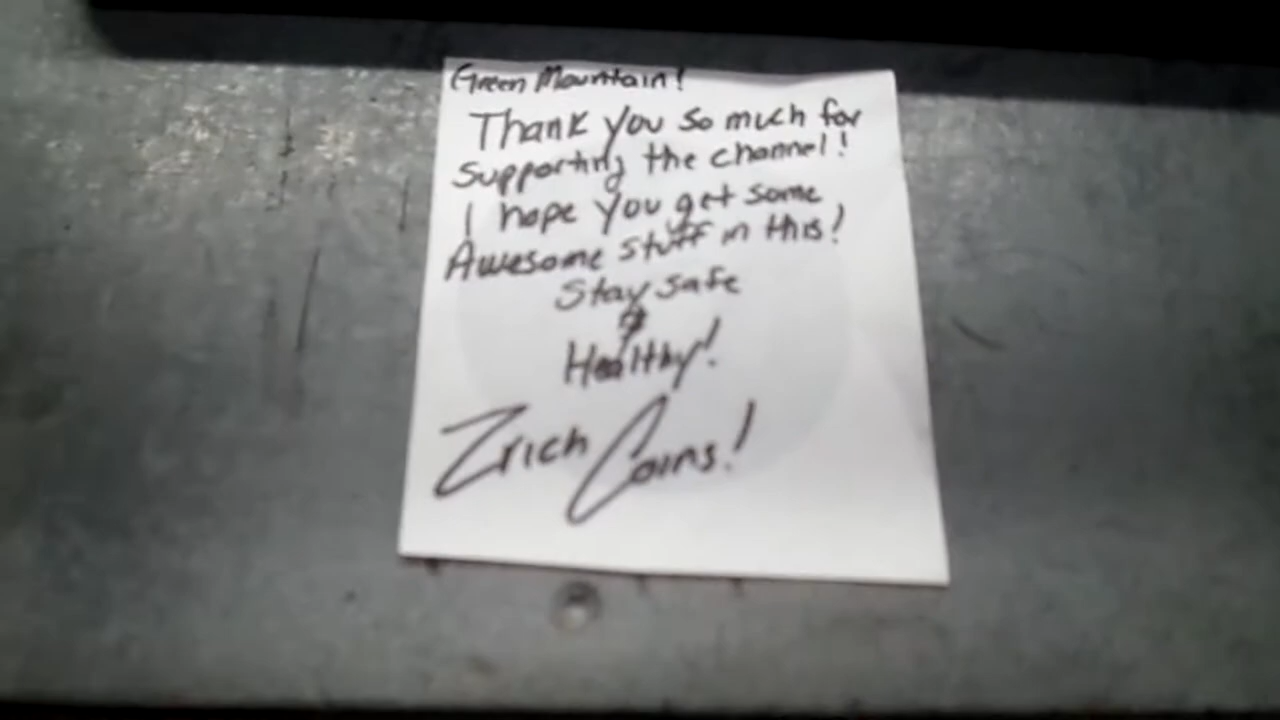 Green Mountain!
Thank you so much for
supporting the channel!
I hope you get some
Awesome stuff in this!
Stay safe
&
Healthy!
Zrich Coins!